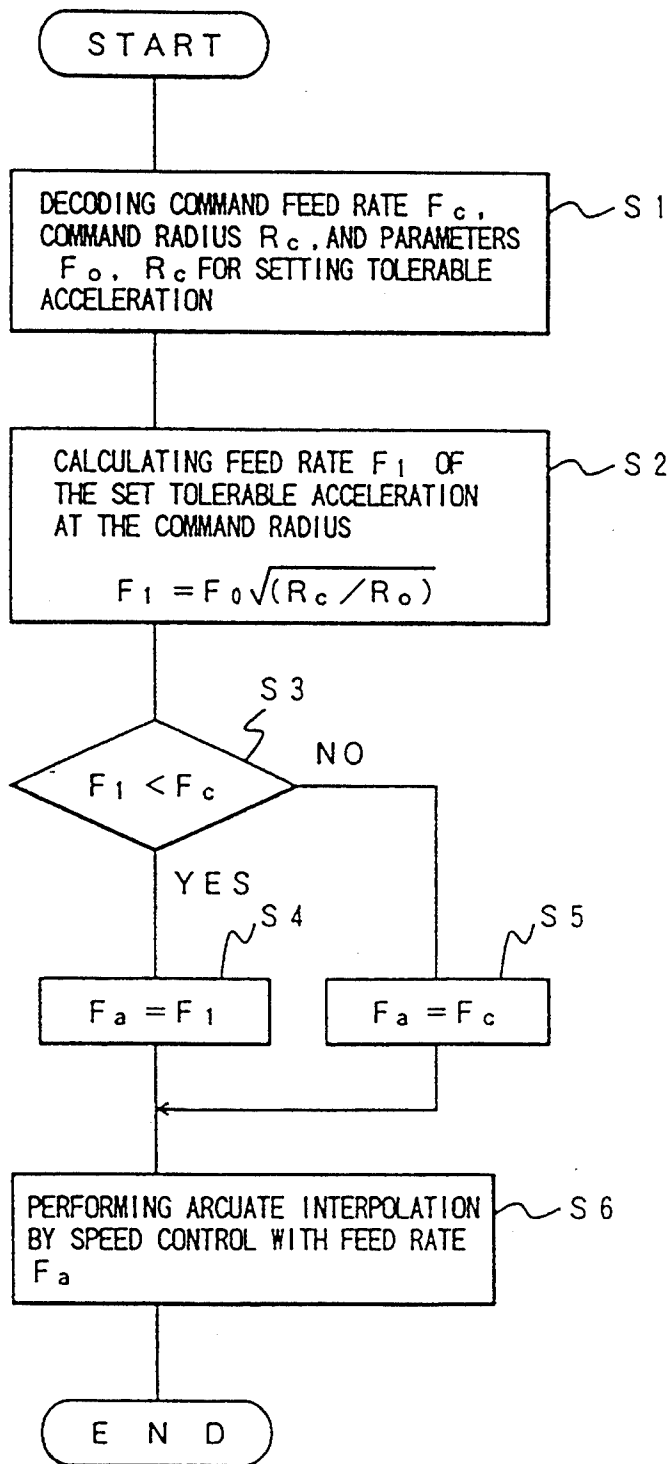 START
DECODING COMMAND FEED RATE Fc,
COMMAND RADIUS Rc, AND PARAMETERS
Fo, Rc FOR SETTING TOLERABLE
ACCELERATION
S1
CALCULATING FEED RATE F1 OF
THE SET TOLERABLE ACCELERATION
AT THE COMMAND RADIUS
F1 = F0√(Rc/Ro)
S2
S3
F1 < Fc
NO
YES
S4
Fa = F1
S5
Fa = Fc
PERFORMING ARCUATE INTERPOLATION
BY SPEED CONTROL WITH FEED RATE
Fa
S6
END